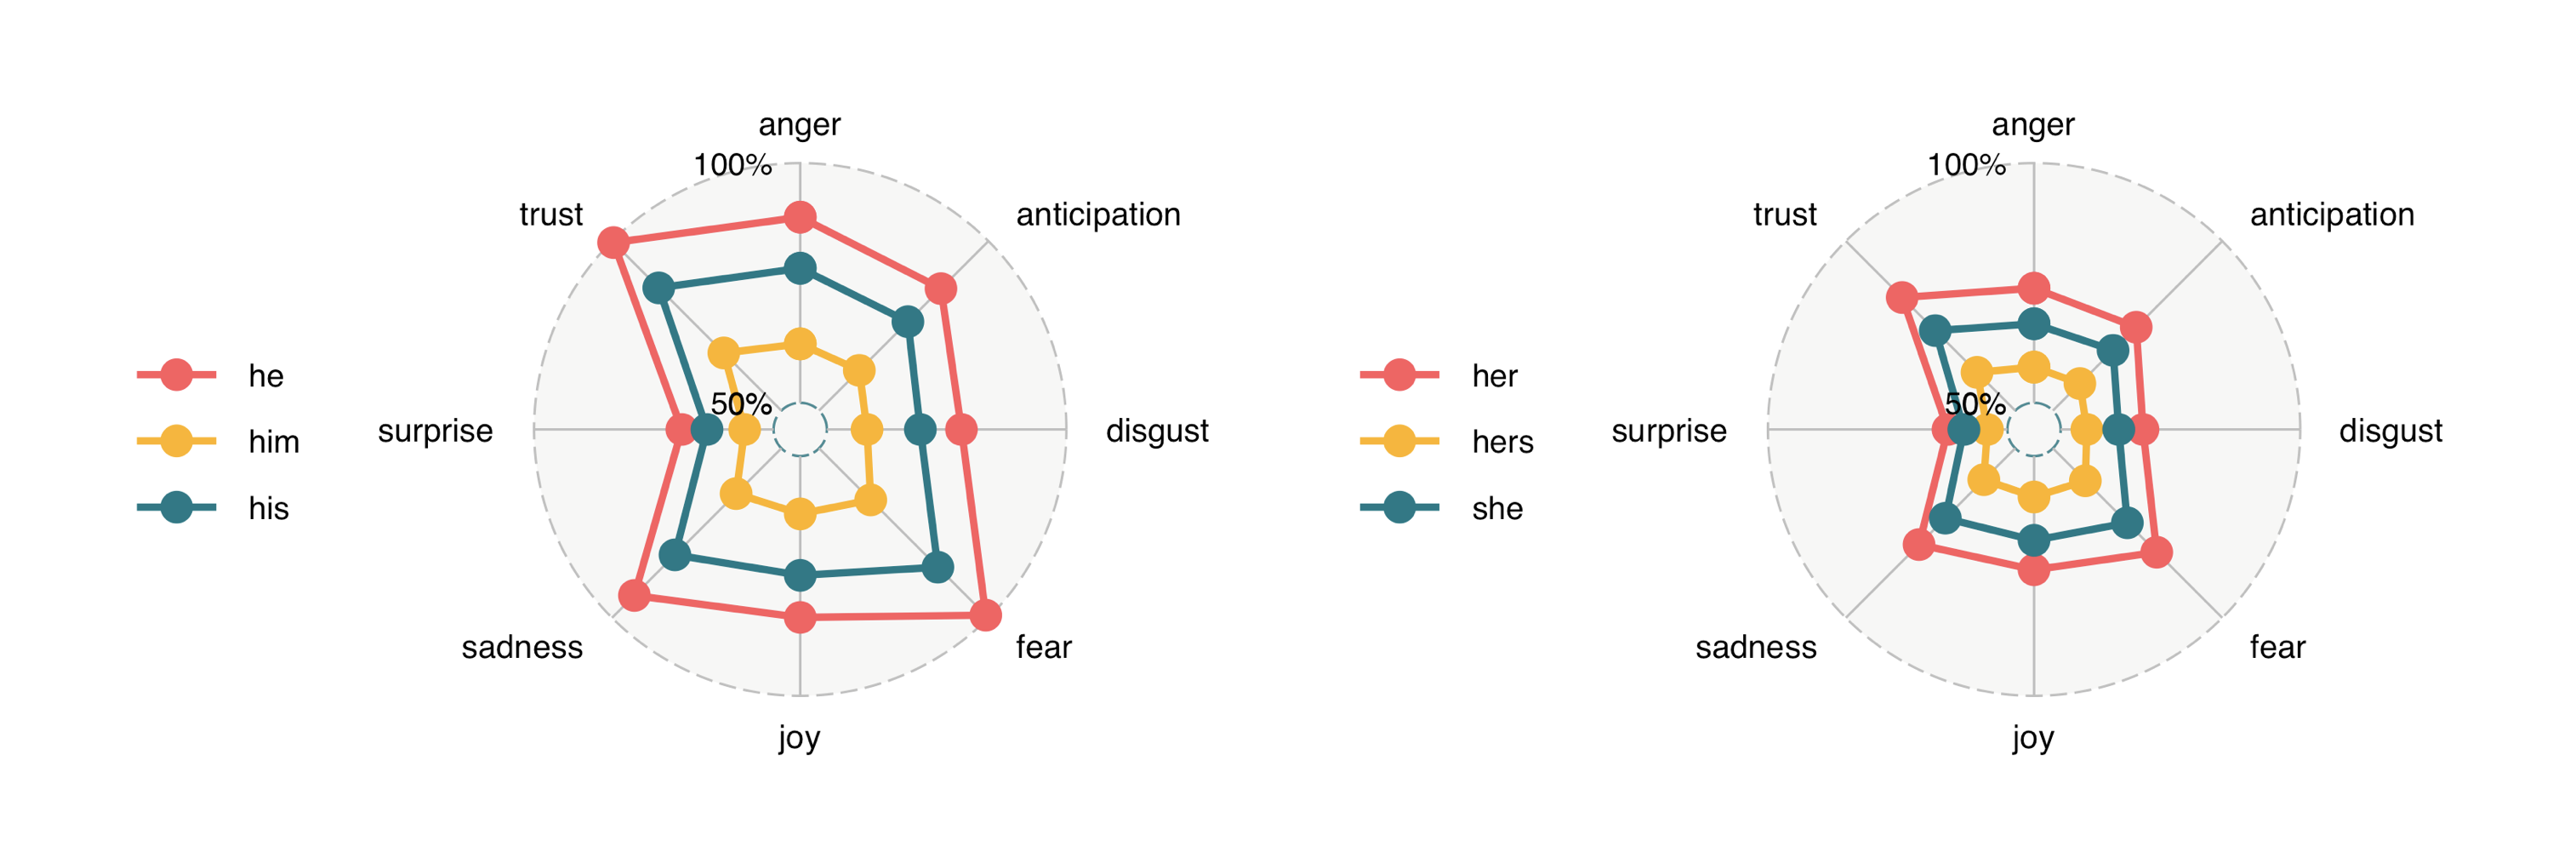 anger
100%
trust
anticipation
he
him
his
50%
surprise
disgust
sadness
fear
joy
anger
100%
trust
anticipation
her
hers
she
50%
surprise
disgust
sadness
fear
joy